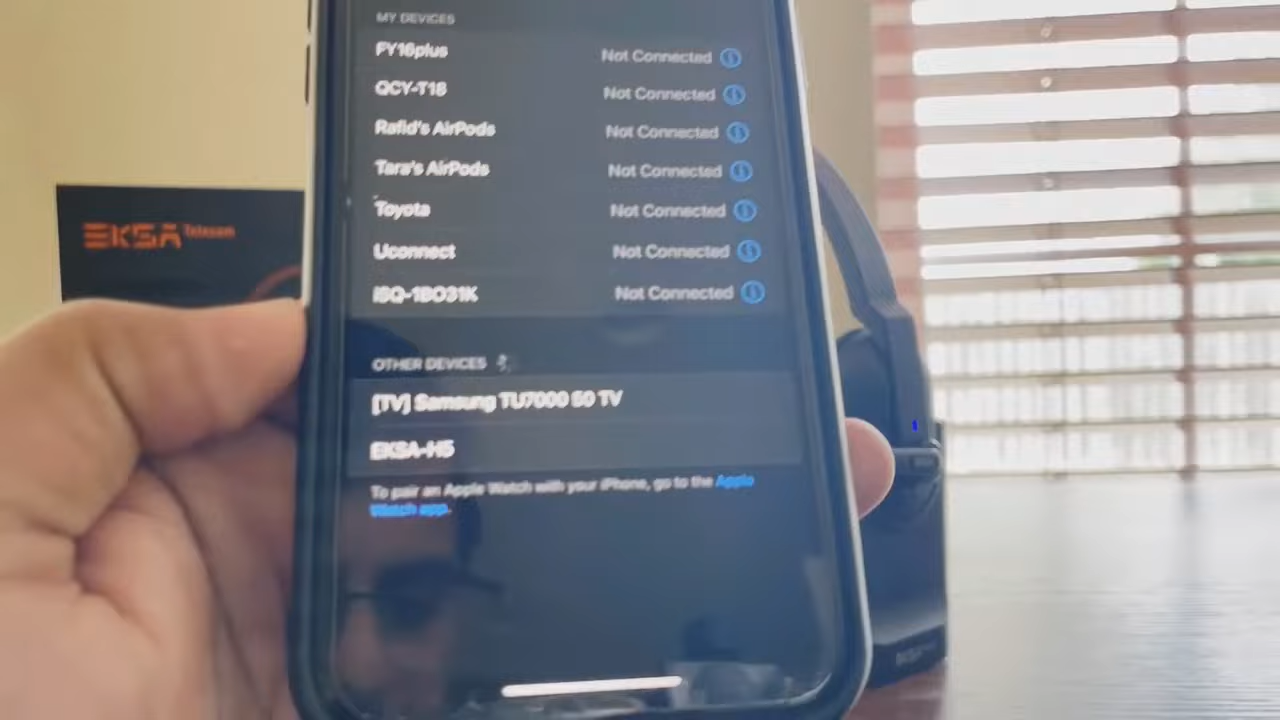 MY DEVICES
FY16plus Not Connected
QCY-T18 Not Connected
Rafid's AirPods Not Connected
Tara's AirPods Not Connected
Toyota Not Connected
Uconnect Not Connected
iSQ-1BO31K Not Connected
OTHER DEVICES
[TV] Samsung TU7000 50 TV
EKSA-H5
To pair an Apple Watch with your iPhone, go to the Apple
Watch app.
EKSA Telecom